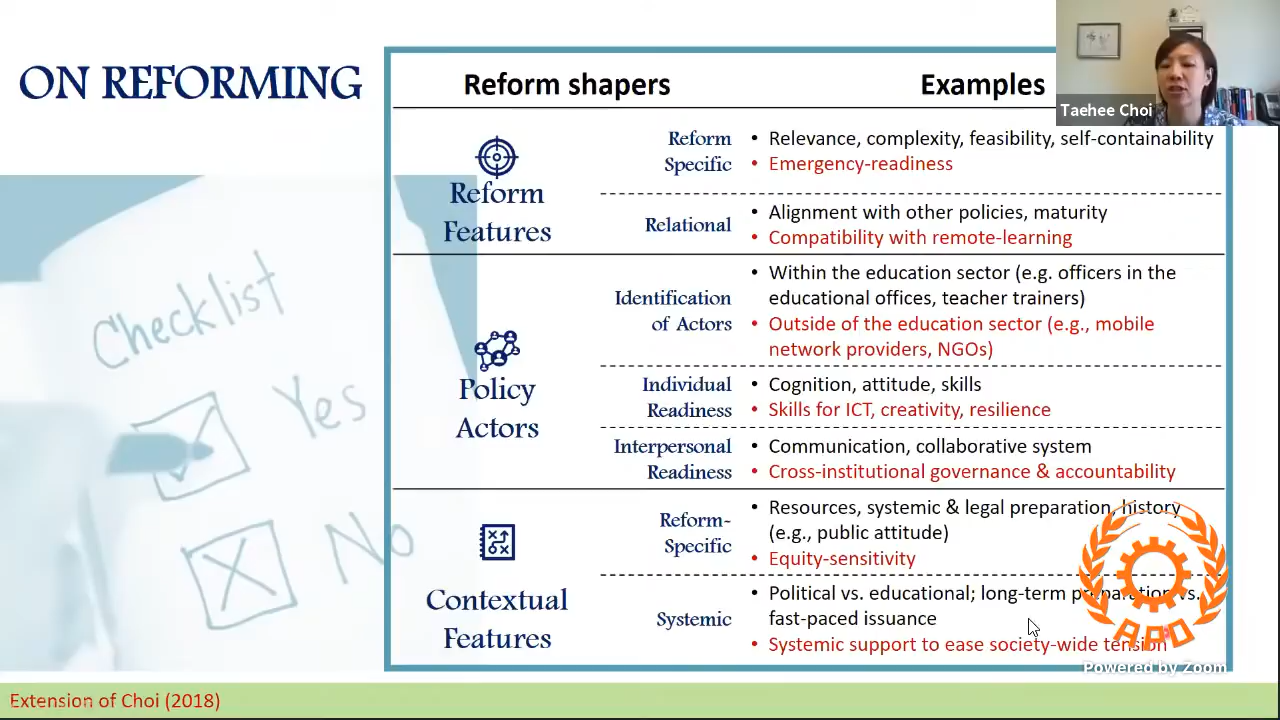 ON REFORMING
Reform shapers
Examples
Taehee Choi
Reform Features
Reform Specific
• Relevance, complexity, feasibility, self-containability
• Emergency-readiness
Relational
• Alignment with other policies, maturity
• Compatibility with remote-learning
Policy Actors
Identification of Actors
• Within the education sector (e.g. officers in the
educational offices, teacher trainers)
• Outside of the education sector (e.g., mobile
network providers, NGOs)
Individual Readiness
• Cognition, attitude, skills
• Skills for ICT, creativity, resilience
Interpersonal Readiness
• Communication, collaborative system
• Cross-institutional governance & accountability
Contextual Features
Reform-Specific
• Resources, systemic & legal preparation, history
(e.g., public attitude)
• Equity-sensitivity
Systemic
• Political vs. educational; long-term preparation vs.
fast-paced issuance
• Systemic support to ease society-wide tension
Checklist
Yes
No
APO
Powered by Zoom
Extension of Choi (2018)